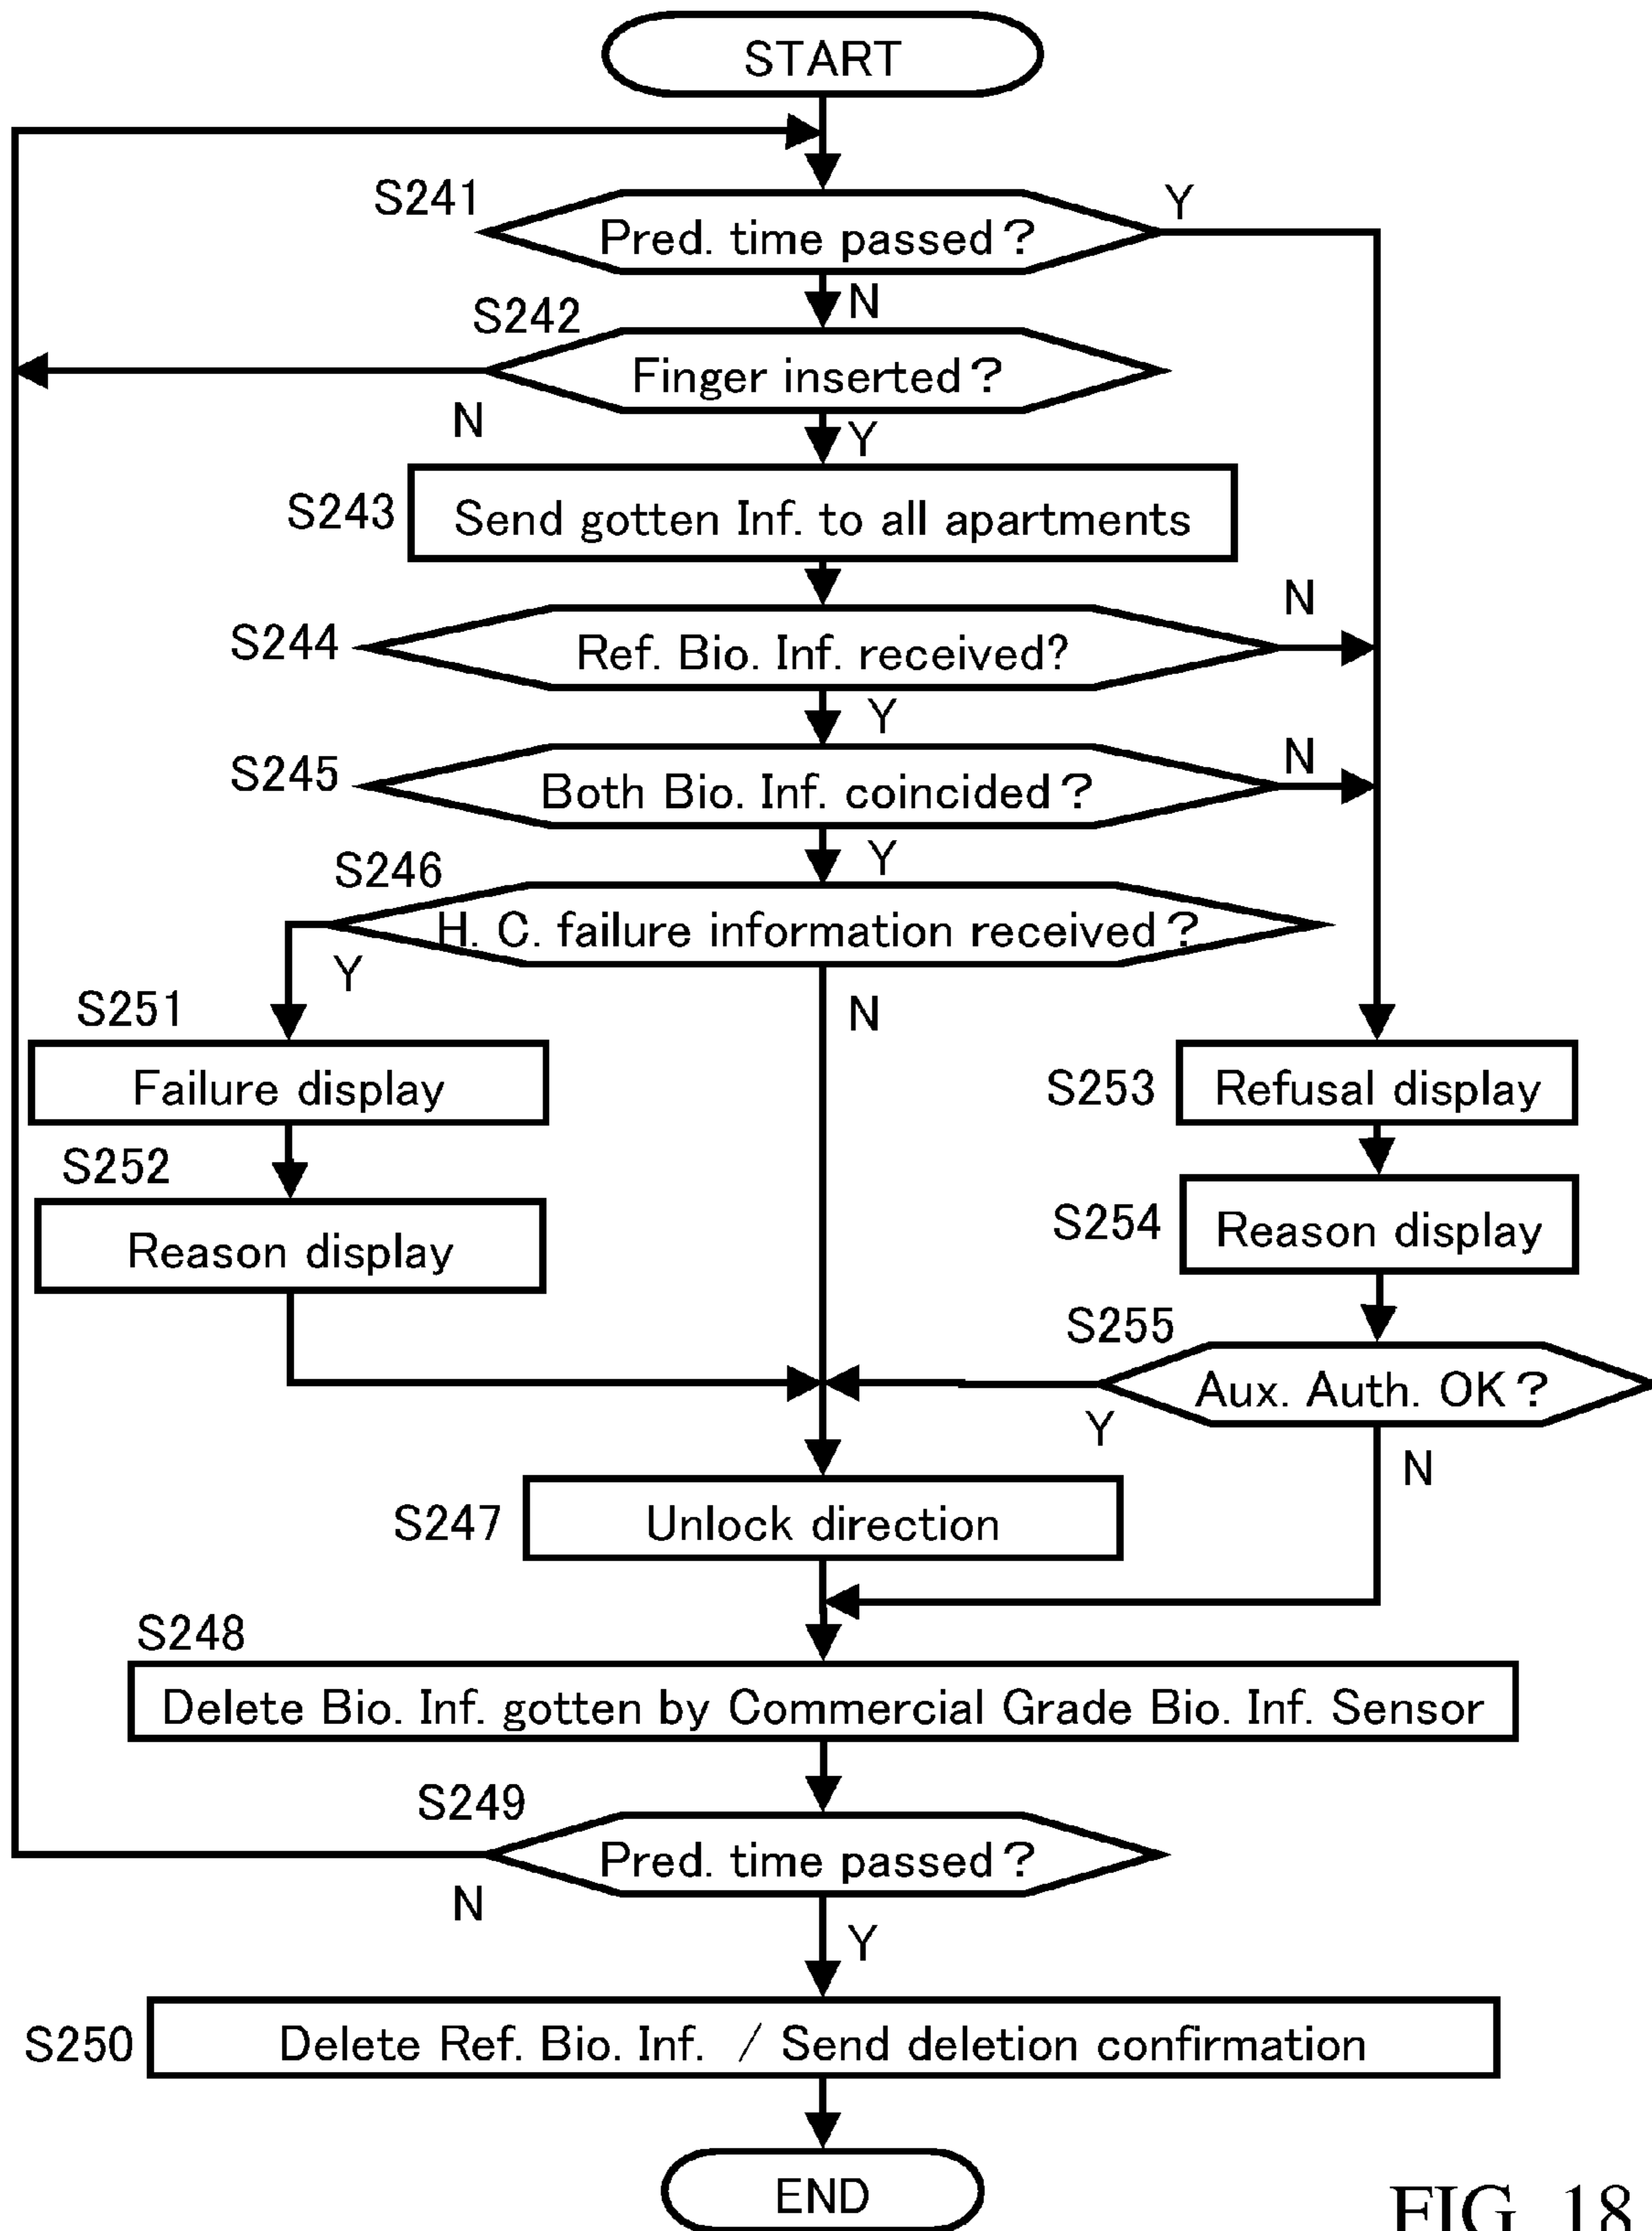 START
S241
Pred. time passed?
Y
N
S242
Finger inserted?
N
Y
S243
Send gotten Inf. to all apartments
S244
Ref. Bio. Inf. received?
N
Y
S245
Both Bio. Inf. coincided?
N
Y
S246
H. C. failure information received?
Y
N
S251
Failure display
S253
Refusal display
S252
Reason display
S254
Reason display
S255
Aux. Auth. OK?
Y
N
S247
Unlock direction
S248
Delete Bio. Inf. gotten by Commercial Grade Bio. Inf. Sensor
S249
Pred. time passed?
N
Y
S250
Delete Ref. Bio. Inf. / Send deletion confirmation
END
FIG. 18